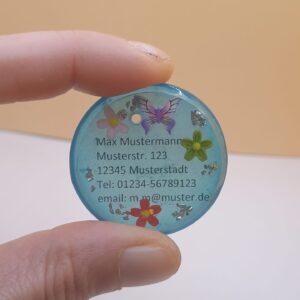 Max Mustermann
Musterstr. 123
12345 Musterstadt
Tel: 01234-56789123
email: m.m@muster.de